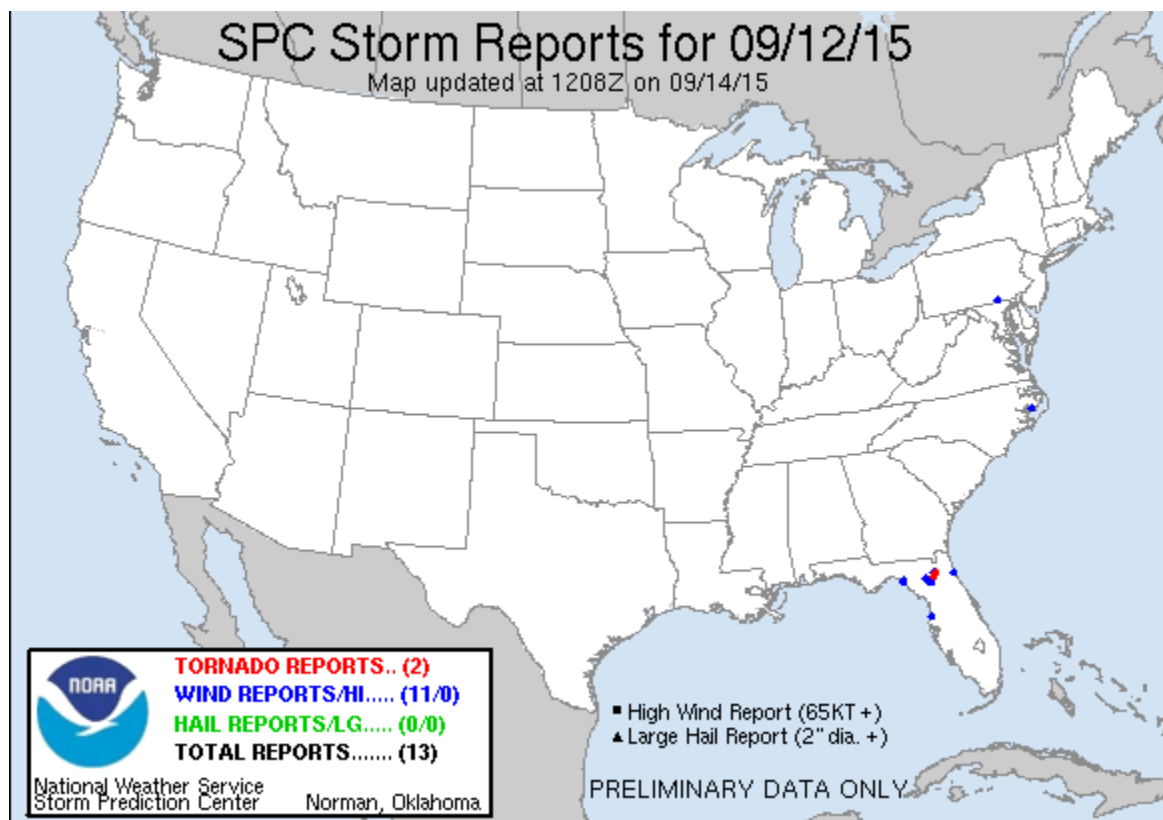 SPC Storm Reports for 09/12/15
Map updated at 1208Z on 09/14/15
NOAA
TORNADO REPORTS.. (2)
WIND REPORTS/HI..... (11/0)
HAIL REPORTS/LG..... (0/0)
TOTAL REPORTS....... (13)
National Weather Service
Storm Prediction Center Norman, Oklahoma
High Wind Report (65KT +)
Large Hail Report (2" dia. +)
PRELIMINARY DATA ONLY